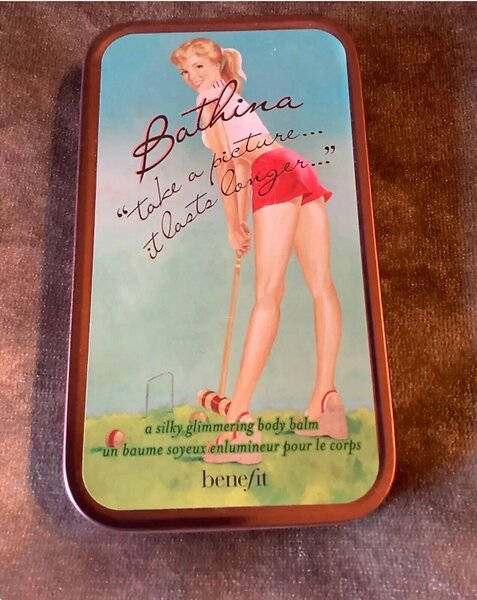 Bathina
“take a picture...
it lasts longer...”
a silky glimmering body balm
un baume soyeux enlumineur pour le corps
benefit